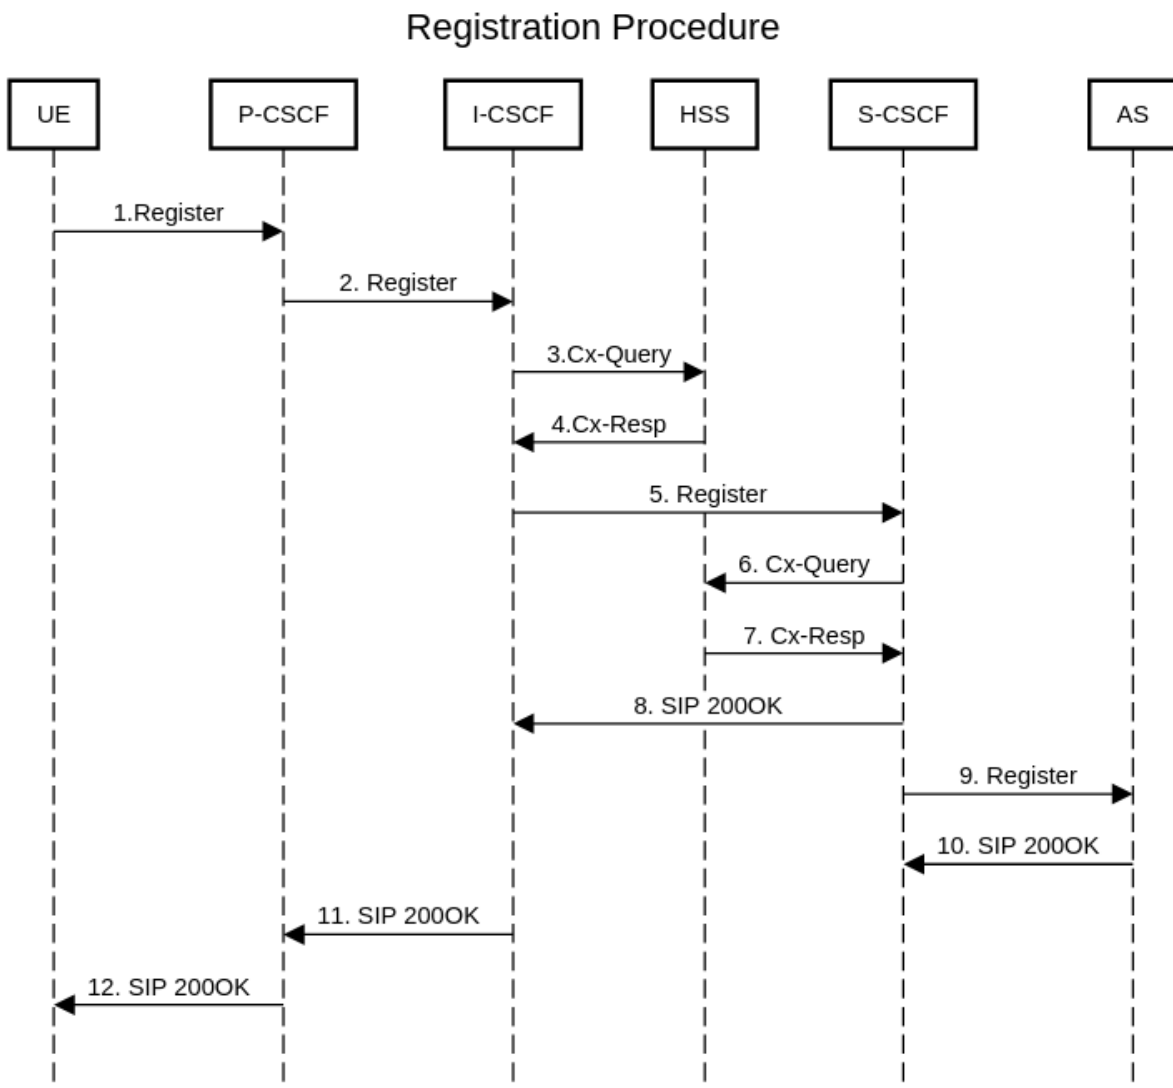 Registration Procedure
UE
P-CSCF
I-CSCF
HSS
S-CSCF
AS
1.Register
2. Register
3.Cx-Query
4.Cx-Resp
5. Register
6. Cx-Query
7. Cx-Resp
8. SIP 200OK
9. Register
10. SIP 200OK
11. SIP 200OK
12. SIP 200OK